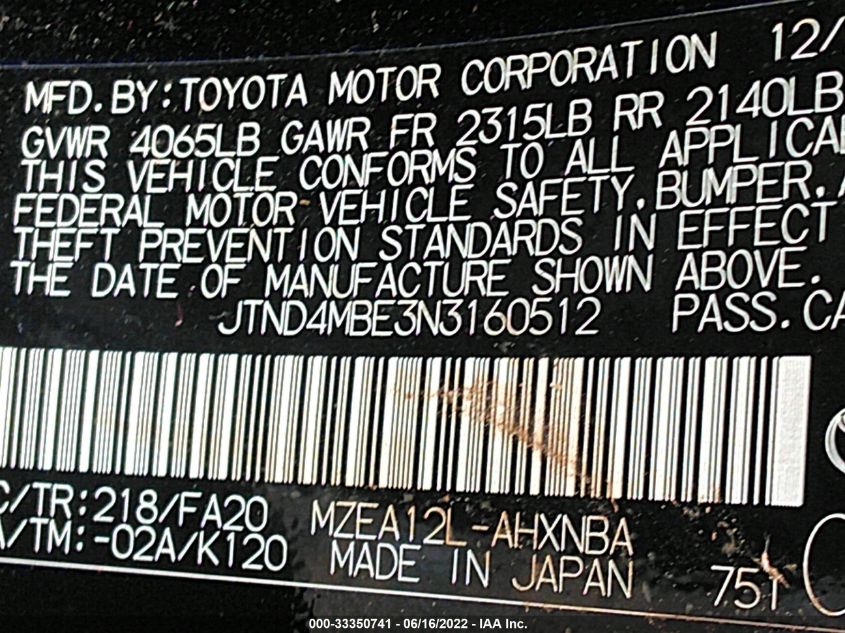 MFD. BY: TOYOTA MOTOR CORPORATION 12/
GVWR 4065LB GAWR FR 2315LB RR 2140LB
THIS VEHICLE CONFORMS TO ALL APPLICA
FEDERAL MOTOR VEHICLE SAFETY, BUMPER, A
THEFT PREVENTION STANDARDS IN EFFECT
THE DATE OF MANUFACTURE SHOWN ABOVE.
JTND4MBE3N3160512 PASS.CA
C/TR:218/FA20 MZEA12L-AHXNBA
A/TM:-02A/K120 MADE IN JAPAN 751
000-33350741 - 06/16/2022 - IAA Inc.